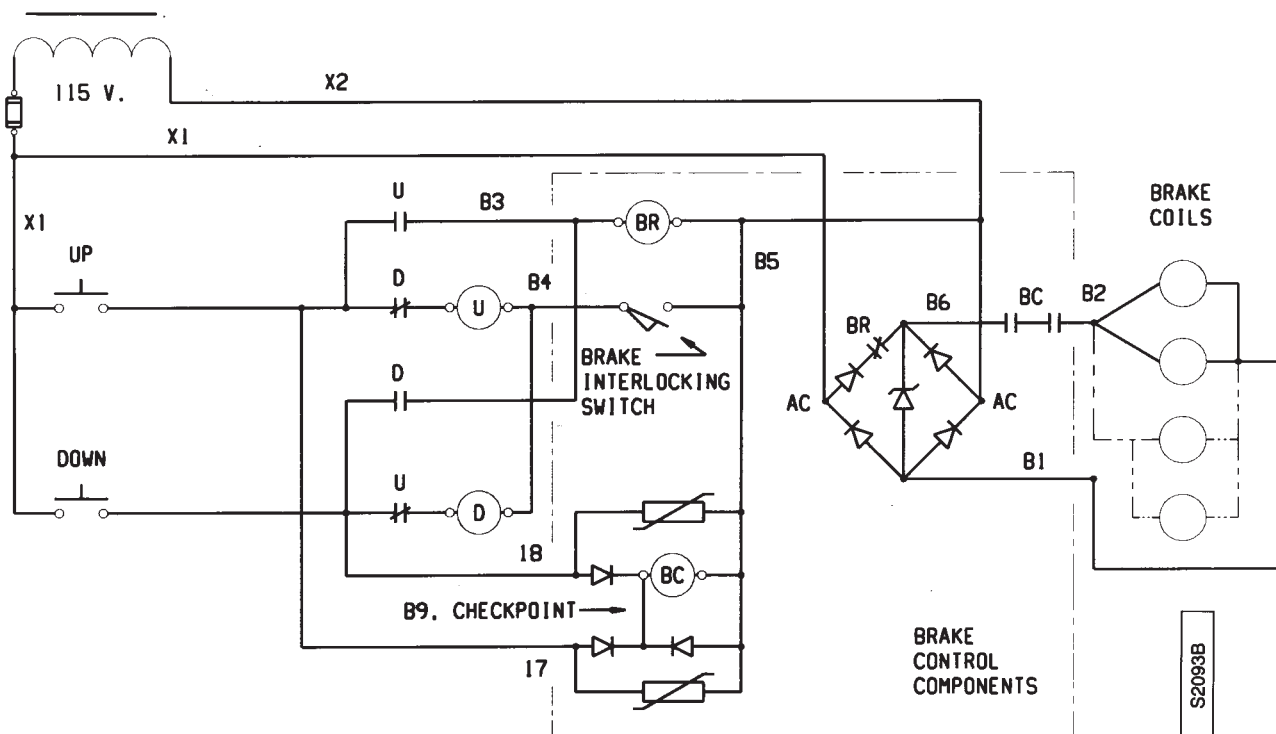 115 V.
X2
X1
X1
U
B3
BR
BRAKE
COILS
UP
D
B4
U
B5
B6
BC
B2
BR
BRAKE
INTERLOCKING
SWITCH
D
AC
AC
DOWN
U
D
B1
18
BC
B9. CHECKPOINT
17
BRAKE
CONTROL
COMPONENTS
S2093B